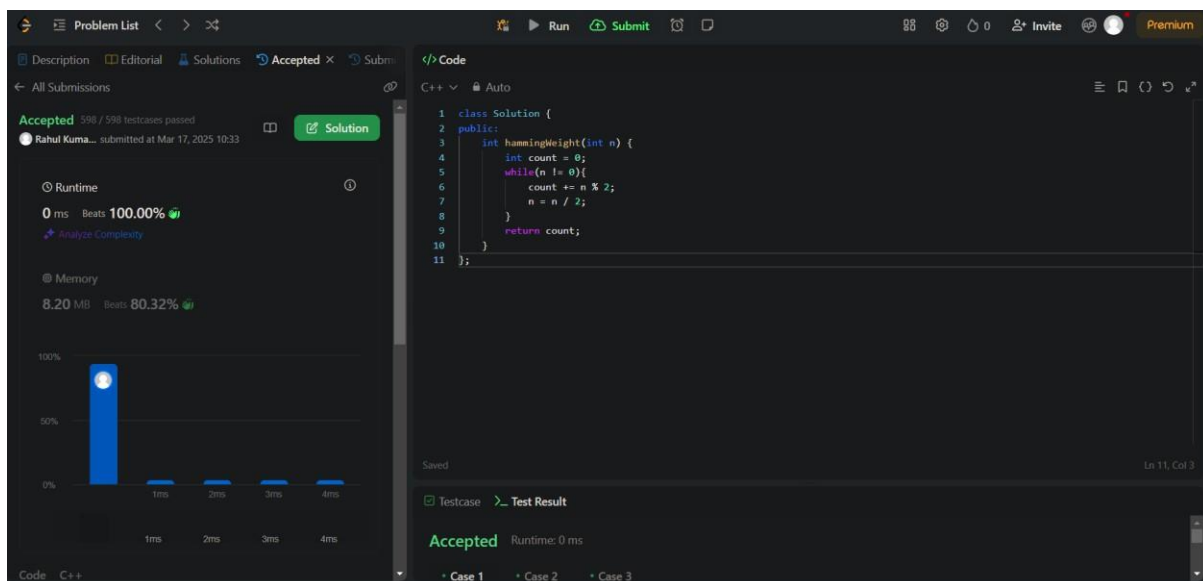 Problem List
Run
Submit
0
Invite
Premium
Description
Editorial
Solutions
Accepted
Submi
All Submissions
Accepted 598 / 598 testcases passed
Rahul Kuma... submitted at Mar 17, 2025 10:33
Solution
Runtime
0 ms Beats 100.00%
Analyze Complexity
Memory
8.20 MB Beats 80.32%
100%
50%
0%
1ms 2ms 3ms 4ms
1ms 2ms 3ms 4ms
Code C++
</> Code
C++ Auto
1 class Solution {
2 public:
3 int hammingWeight(int n) {
4 int count = 0;
5 while(n != 0){
6 count += n % 2;
7 n = n / 2;
8 }
9 return count;
10 }
11 };
Saved
Ln 11, Col 3
Testcase
Test Result
Accepted Runtime: 0 ms
Case 1 Case 2 Case 3